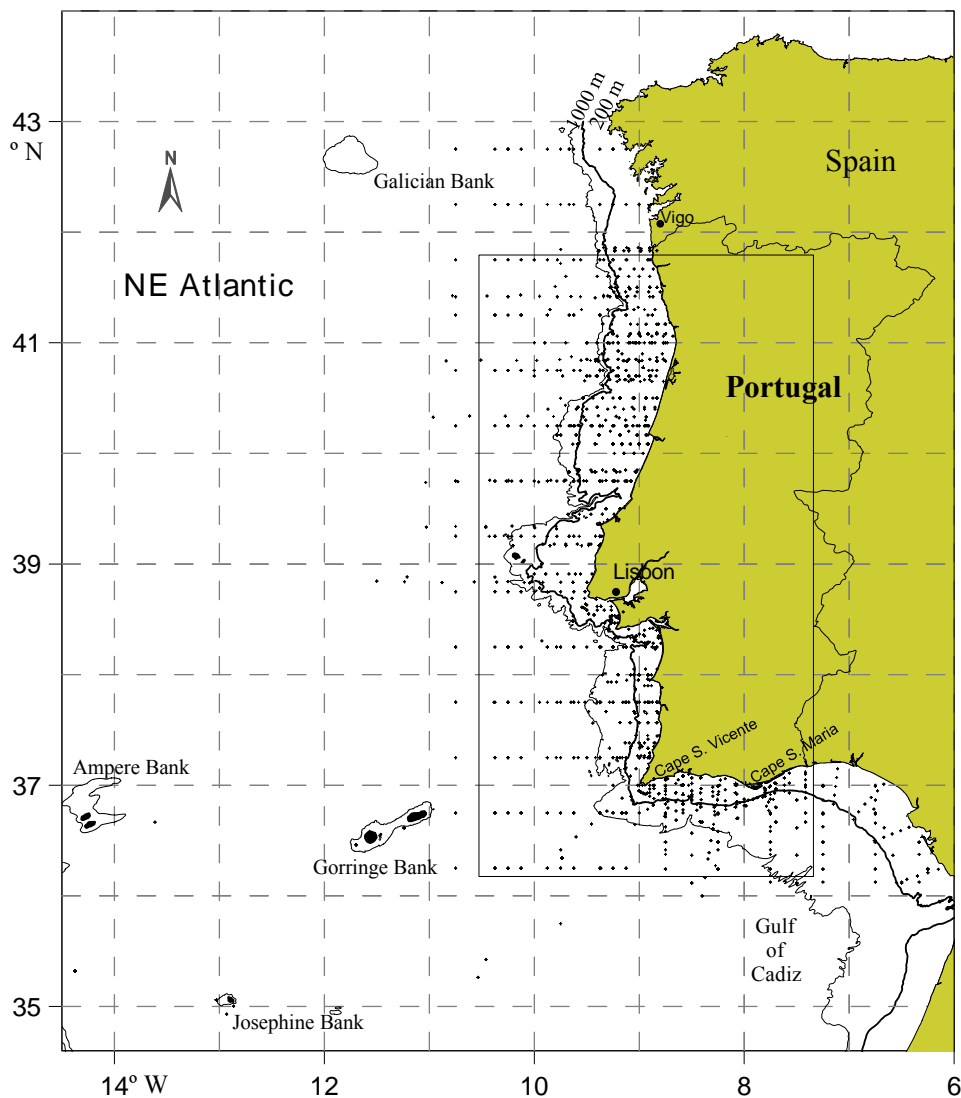 43
º N
1000 m
200 m
N
Spain
Galician Bank
Vigo
NE Atlantic
41
Portugal
39
Lisbon
Cape S. Vicente
Cape S. Maria
37
Ampere Bank
Gorringe Bank
Gulf
of
Cadiz
35
Josephine Bank
14º W
12
10
8
6